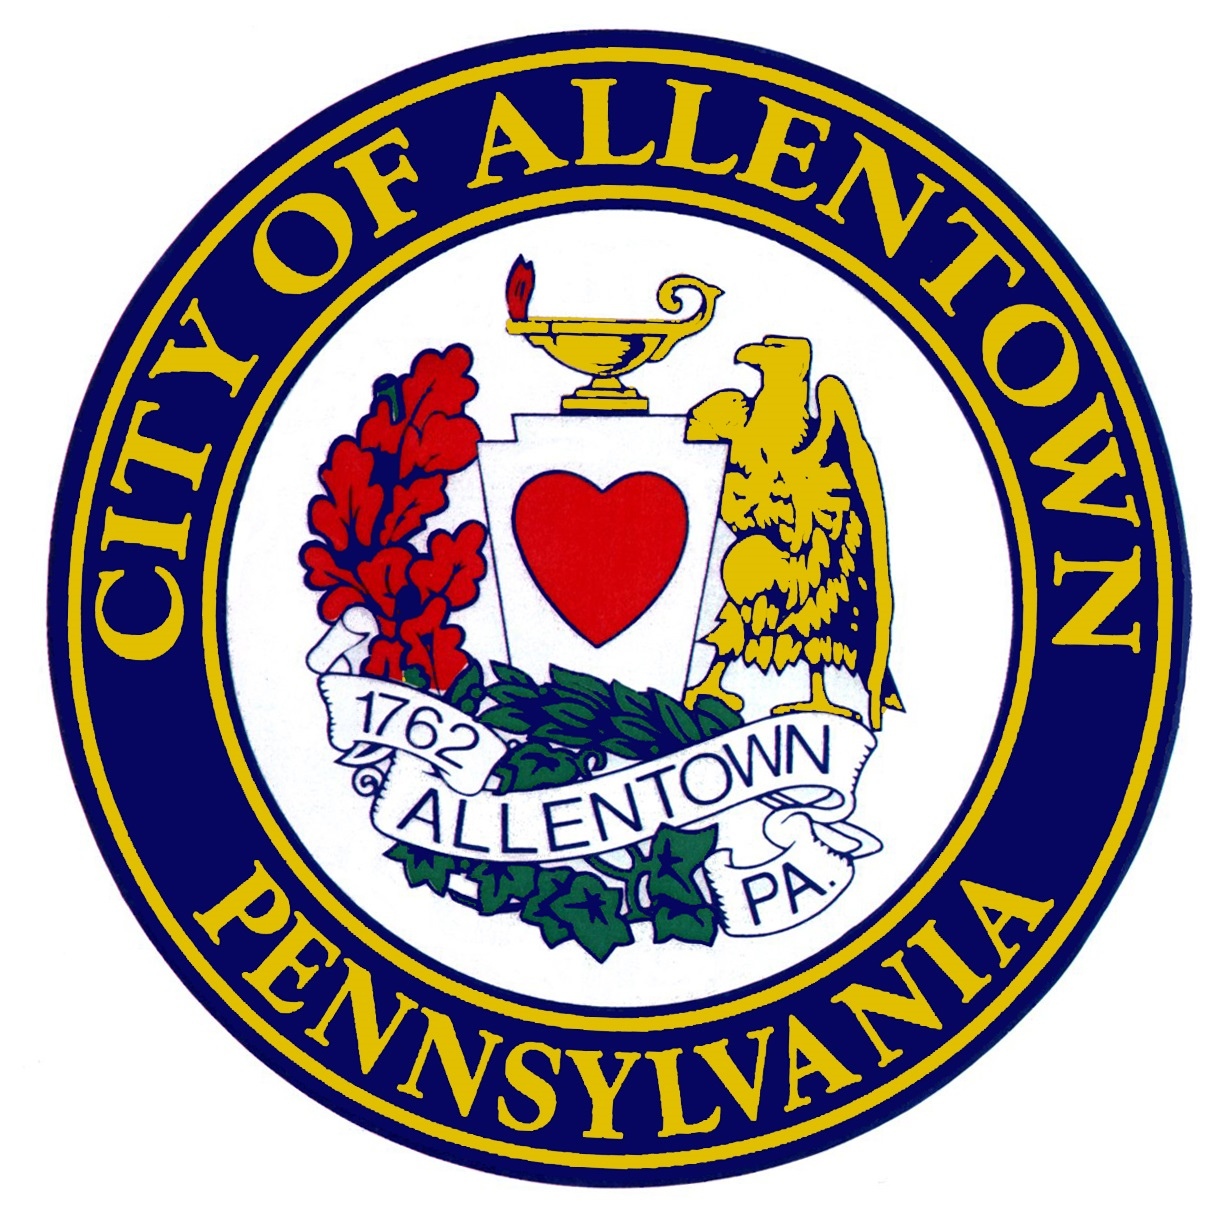 CITY OF ALLENTOWN
1762
ALLENTOWN
PA.
PENNSYLVANIA